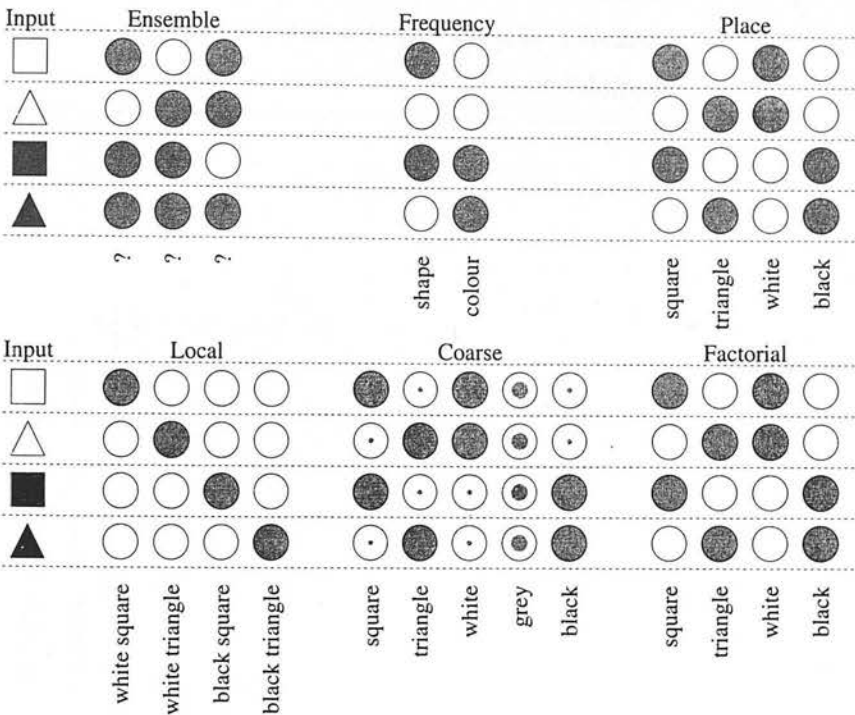 Input Ensemble Frequency Place
? ? ? shape colour square triangle white black
Input Local Coarse Factorial
white square white triangle black square black triangle square triangle white grey black square triangle white black